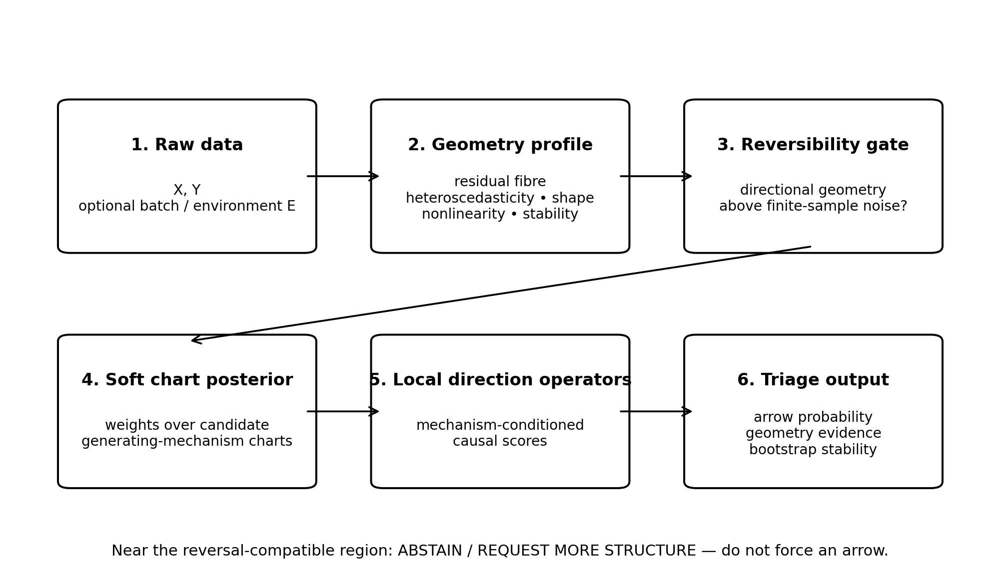 1. Raw data
X, Y
optional batch / environment E
2. Geometry profile
residual fibre
heteroscedasticity • shape
nonlinearity • stability
3. Reversibility gate
directional geometry
above finite-sample noise?
4. Soft chart posterior
weights over candidate
generating-mechanism charts
5. Local direction operators
mechanism-conditioned
causal scores
6. Triage output
arrow probability
geometry evidence
bootstrap stability
Near the reversal-compatible region: ABSTAIN / REQUEST MORE STRUCTURE — do not force an arrow.